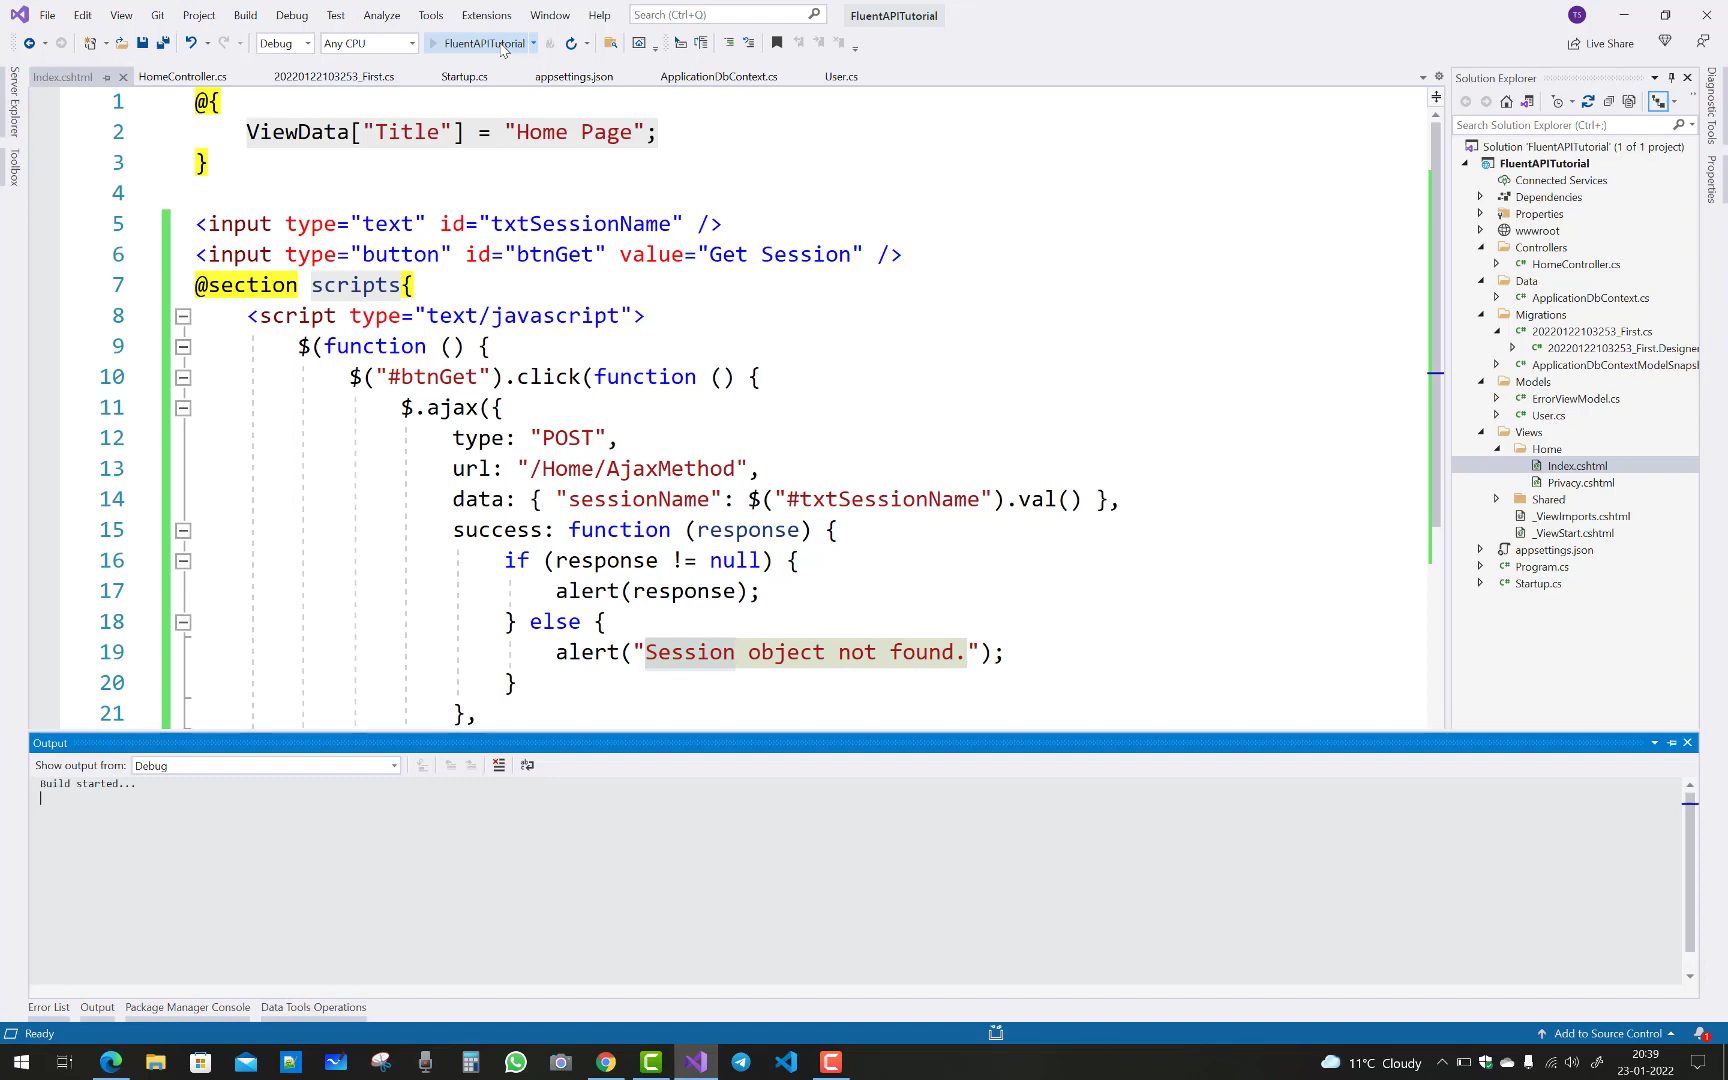 File Edit View Git Project Build Debug Test Analyze Tools Extensions Window Help Search (Ctrl+Q) FluentAPITutorial TS
Debug Any CPU FluentAPITutorial Live Share
Index.cshtml HomeController.cs 20220122103253_First.cs Startup.cs appsettings.json ApplicationDbContext.cs User.cs
Server Explorer
Toolbox
1 @{
2 ViewData["Title"] = "Home Page";
3 }
4
5 <input type="text" id="txtSessionName" />
6 <input type="button" id="btnGet" value="Get Session" />
7 @section scripts{
8 <script type="text/javascript">
9 $(function () {
10 $("#btnGet").click(function () {
11 $.ajax({
12 type: "POST",
13 url: "/Home/AjaxMethod",
14 data: { "sessionName": $("#txtSessionName").val() },
15 success: function (response) {
16 if (response != null) {
17 alert(response);
18 } else {
19 alert("Session object not found.");
20 }
21 },
Solution Explorer
Search Solution Explorer (Ctrl+;)
Solution 'FluentAPITutorial' (1 of 1 project)
FluentAPITutorial
Connected Services
Dependencies
Properties
wwwroot
Controllers
HomeController.cs
Data
ApplicationDbContext.cs
Migrations
20220122103253_First.cs
20220122103253_First.Designer
ApplicationDbContextModelSnaps
Models
ErrorViewModel.cs
User.cs
Views
Home
Index.cshtml
Privacy.cshtml
Shared
_ViewImports.cshtml
_ViewStart.cshtml
appsettings.json
Program.cs
Startup.cs
Diagnostic Tools
Properties
Output
Show output from: Debug
Build started...
Error List Output Package Manager Console Data Tools Operations
Ready Add to Source Control 1
11°C Cloudy 20:39
23-01-2022